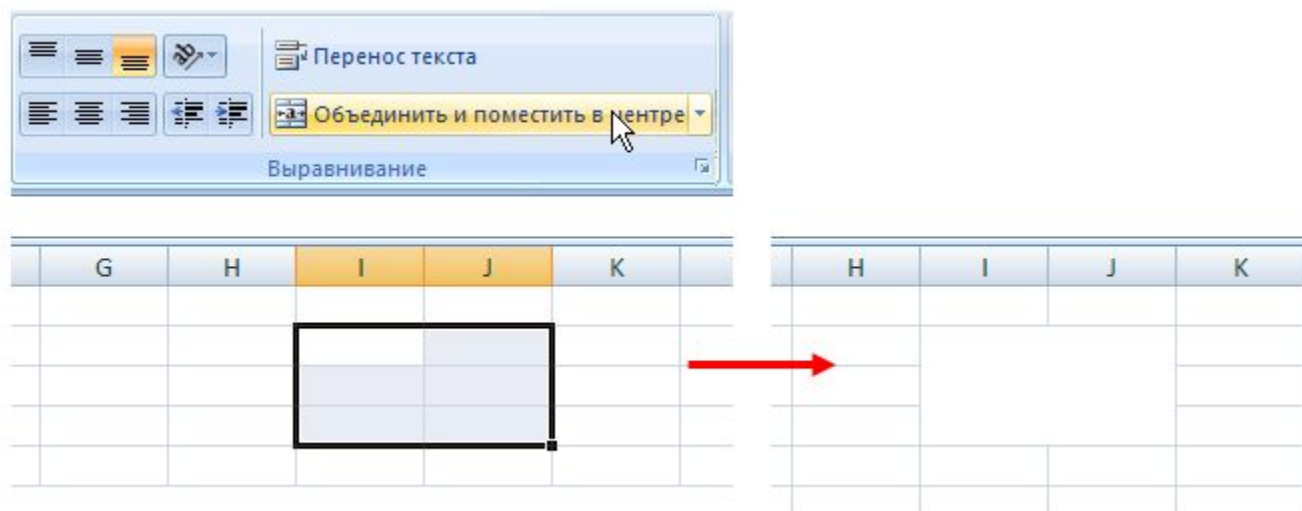 Перенос текста
Объединить и поместить в центре
Выравнивание
G H I J K
H I J K